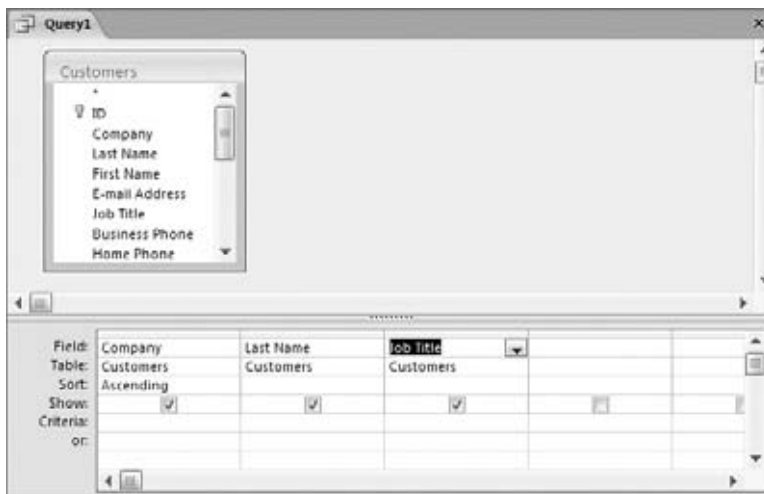 Query1
Customers
*
ID
Company
Last Name
First Name
E-mail Address
Job Title
Business Phone
Home Phone
Field: Company Last Name Job Title
Table: Customers Customers Customers
Sort: Ascending
Show:
Criteria:
or: